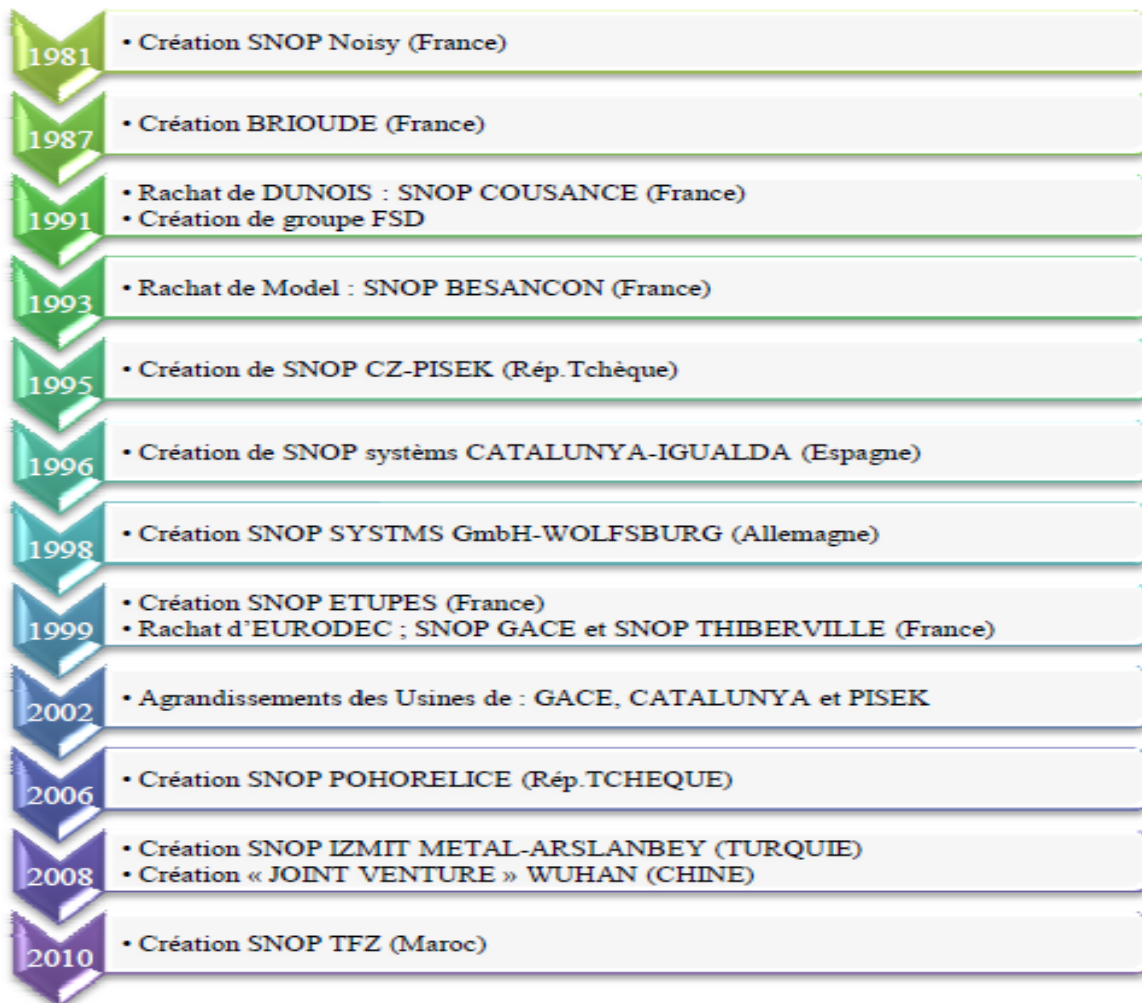 1981
• Création SNOP Noisy (France)
1987
• Création BRIOUDE (France)
1991
• Rachat de DUNOIS : SNOP COUSANCE (France)
• Création de groupe FSD
1993
• Rachat de Model : SNOP BESANCON (France)
1995
• Création de SNOP CZ-PISEK (Rép.Tchèque)
1996
• Création de SNOP systèms CATALUNYA-IGUALDA (Espagne)
1998
• Création SNOP SYSTMS GmbH-WOLFSBURG (Allemagne)
1999
• Création SNOP ETUPES (France)
• Rachat d’EURODEC ; SNOP GACE et SNOP THIBERVILLE (France)
2002
• Agrandissements des Usines de : GACE, CATALUNYA et PISEK
2006
• Création SNOP POHORELICE (Rép.TCHEQUE)
2008
• Création SNOP IZMIT METAL-ARSLANBEY (TURQUIE)
• Création « JOINT VENTURE » WUHAN (CHINE)
2010
• Création SNOP TFZ (Maroc)